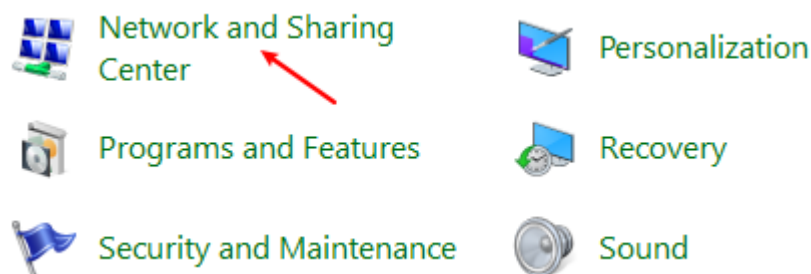 Network and Sharing
Center
Personalization
Programs and Features
Recovery
Security and Maintenance
Sound